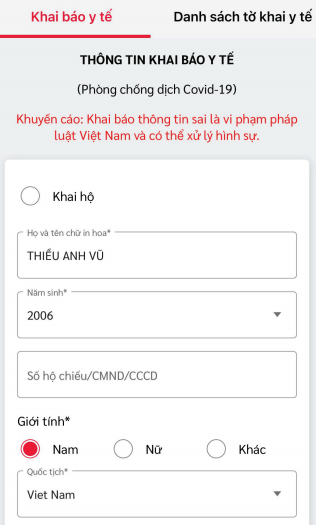 Khai báo y tế
Danh sách tờ khai y tế
THÔNG TIN KHAI BÁO Y TẾ
(Phòng chống dịch Covid-19)
Khuyến cáo: Khai báo thông tin sai là vi phạm pháp
luật Việt Nam và có thể xử lý hình sự.
Khai hộ
Họ và tên chữ in hoa*
THIỀU ANH VŨ
Năm sinh*
2006
Số hộ chiếu/CMND/CCCD
Giới tính*
Nam
Nữ
Khác
Quốc tịch*
Viet Nam